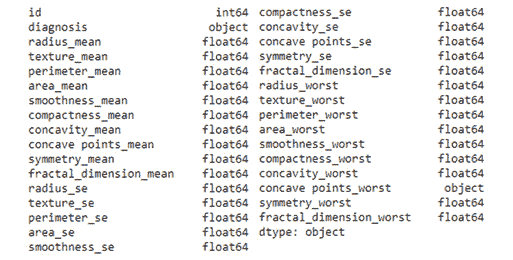 id int64
diagnosis object
radius_mean float64
texture_mean float64
perimeter_mean float64
area_mean float64
smoothness_mean float64
compactness_mean float64
concavity_mean float64
concave points_mean float64
symmetry_mean float64
fractal_dimension_mean float64
radius_se float64
texture_se float64
perimeter_se float64
area_se float64
smoothness_se float64
compactness_se float64
concavity_se float64
concave points_se float64
symmetry_se float64
fractal_dimension_se float64
radius_worst float64
texture_worst float64
perimeter_worst float64
area_worst float64
smoothness_worst float64
compactness_worst float64
concavity_worst float64
concave points_worst object
symmetry_worst float64
fractal_dimension_worst float64
dtype: object